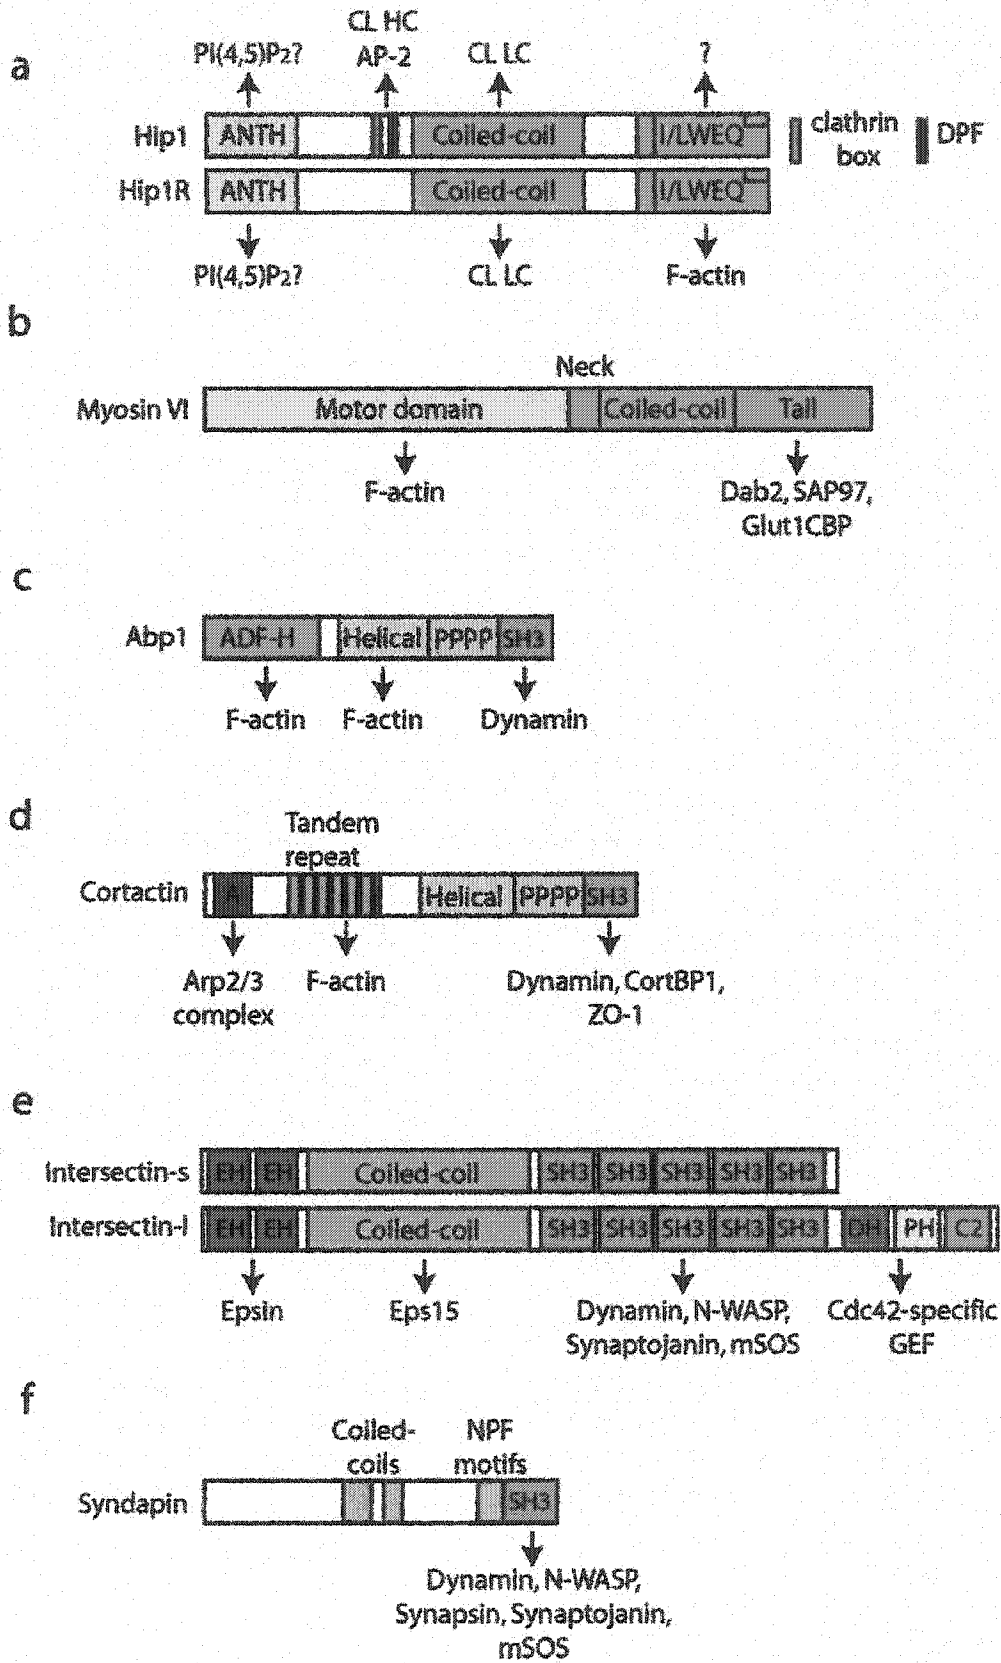 a
PI(4,5)P2?
CL HC
AP-2
CL LC
?
Hip1
ANTH
Coiled-coil
I/LWEQ
clathrin
box
DPF
Hip1R
ANTH
Coiled-coil
I/LWEQ
PI(4,5)P2?
CL LC
F-actin
b
Neck
Myosin VI
Motor domain
Coiled-coil
Tail
F-actin
Dab2, SAP97,
Glut1CBP
c
Abp1
ADF-H
Helical
PPPP
SH3
F-actin
F-actin
Dynamin
d
Tandem
repeat
Cortactin
A
Helical
PPPP
SH3
Arp2/3
complex
F-actin
Dynamin, CortBP1,
ZO-1
e
Intersectin-s
EH
EH
Coiled-coil
SH3
SH3
SH3
SH3
SH3
Intersectin-l
EH
EH
Coiled-coil
SH3
SH3
SH3
SH3
SH3
DH
PH
C2
Epsin
Eps15
Dynamin, N-WASP,
Synaptojanin, mSOS
Cdc42-specific
GEF
f
Coiled-
coils
NPF
motifs
Syndapin
SH3
Dynamin, N-WASP,
Synapsin, Synaptojanin,
mSOS